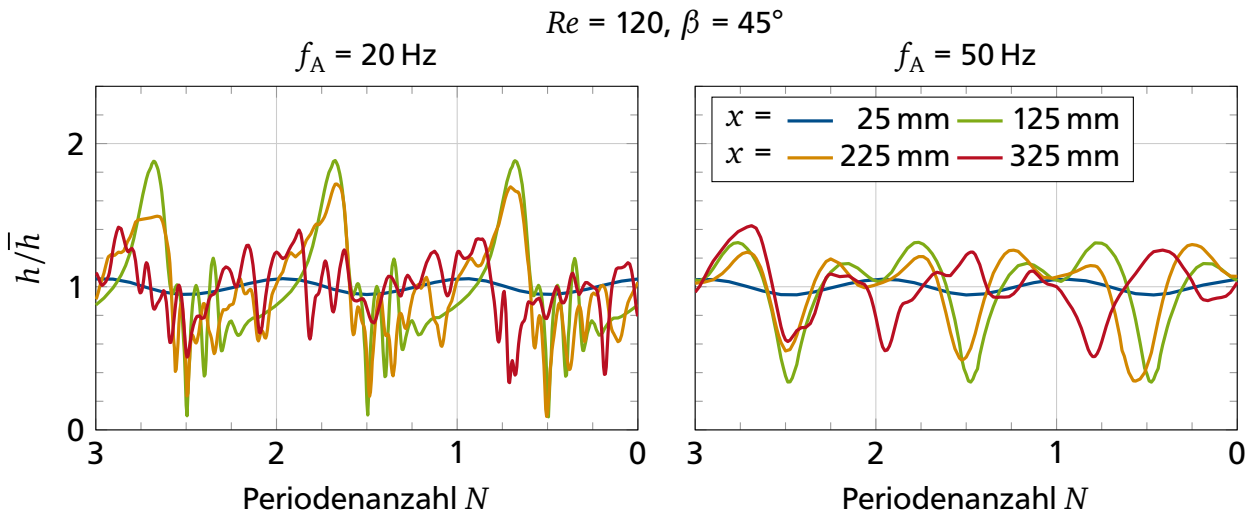 Re = 120, β = 45°
f_A = 20 Hz
f_A = 50 Hz
x = 25 mm 125 mm
x = 225 mm 325 mm
h/h̅
2
1
0
3 2 1 0
3 2 1 0
Periodenanzahl N
Periodenanzahl N